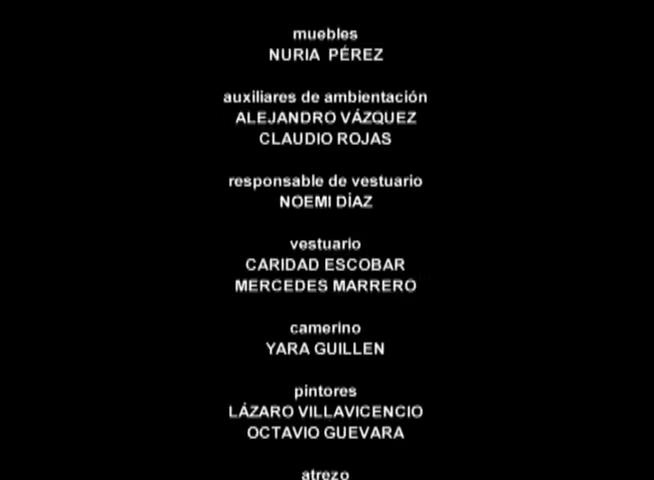 muebles
NURIA PÉREZ
auxiliares de ambientación
ALEJANDRO VÁZQUEZ
CLAUDIO ROJAS
responsable de vestuario
NOEMI DÍAZ
vestuario
CARIDAD ESCOBAR
MERCEDES MARRERO
camerino
YARA GUILLEN
pintores
LÁZARO VILLAVICENCIO
OCTAVIO GUEVARA
atrezo